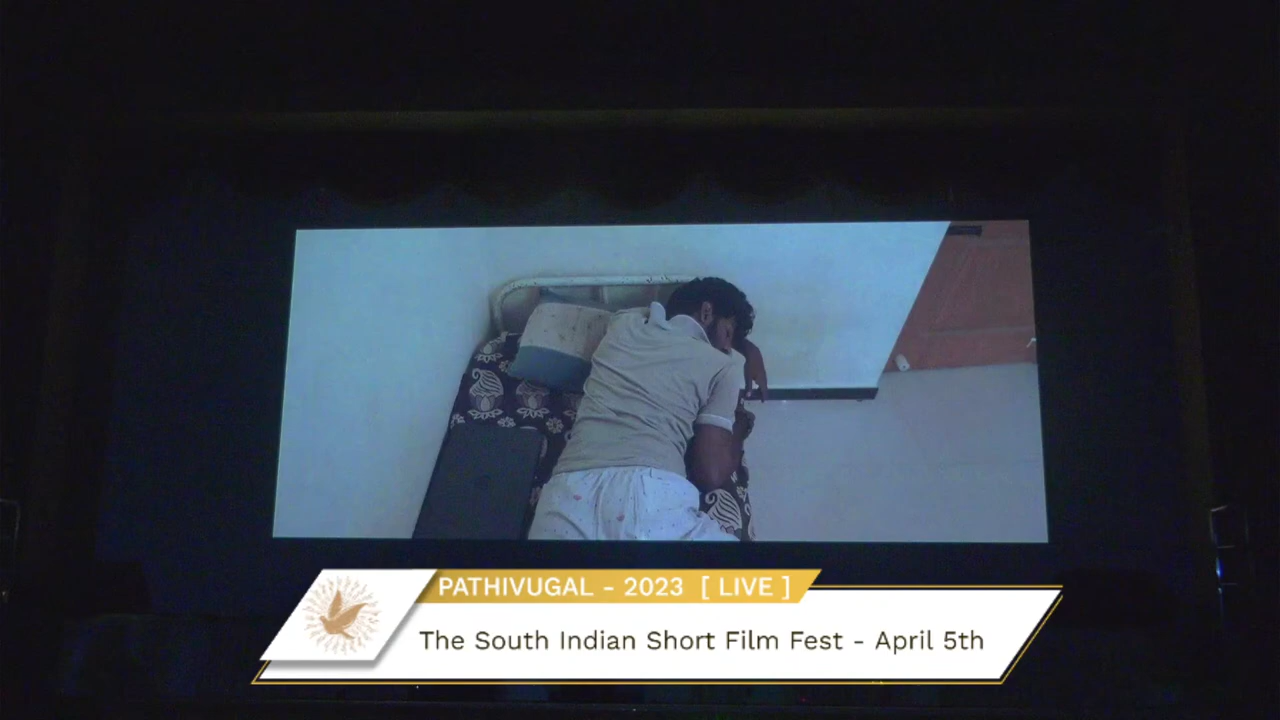 PATHIVUGAL - 2023 [ LIVE ]
The South Indian Short Film Fest - April 5th